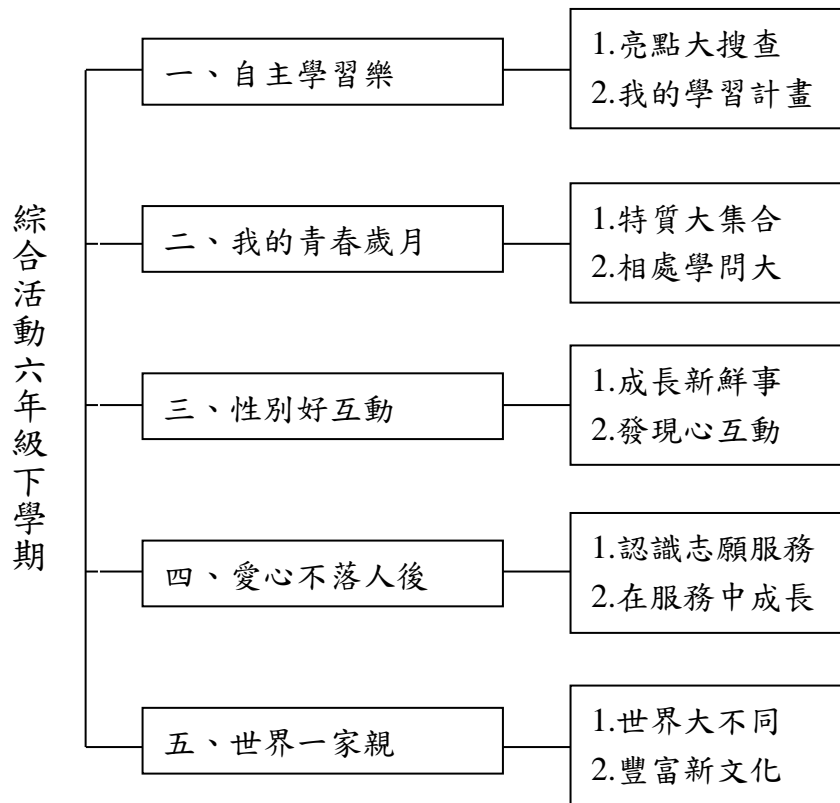 綜合活動六年級下學期
一、自主學習樂
1.亮點大搜查
2.我的學習計畫
二、我的青春歲月
1.特質大集合
2.相處學問大
三、性別好互動
1.成長新鮮事
2.發現心互動
四、愛心不落人後
1.認識志願服務
2.在服務中成長
五、世界一家親
1.世界大不同
2.豐富新文化